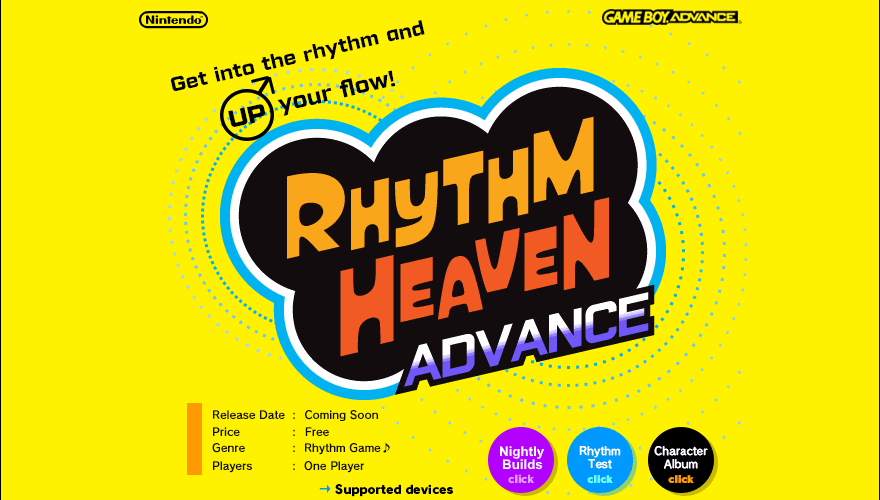 Nintendo
GAME BOY ADVANCE
Get into the rhythm and
UP your flow!
RHYTHM
HEAVEN
ADVANCE
Release Date : Coming Soon
Price : Free
Genre : Rhythm Game♪
Players : One Player
→ Supported devices
Nightly
Builds
click
Rhythm
Test
click
Character
Album
click